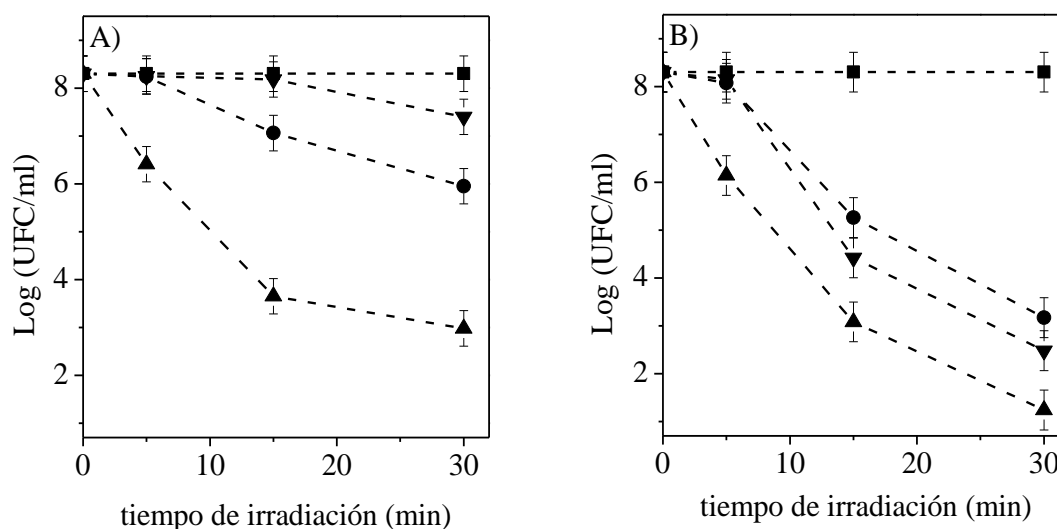 A)
Log (UFC/ml)
8
6
4
2
0 10 20 30
tiempo de irradiación (min)
B)
Log (UFC/ml)
8
6
4
2
0 10 20 30
tiempo de irradiación (min)